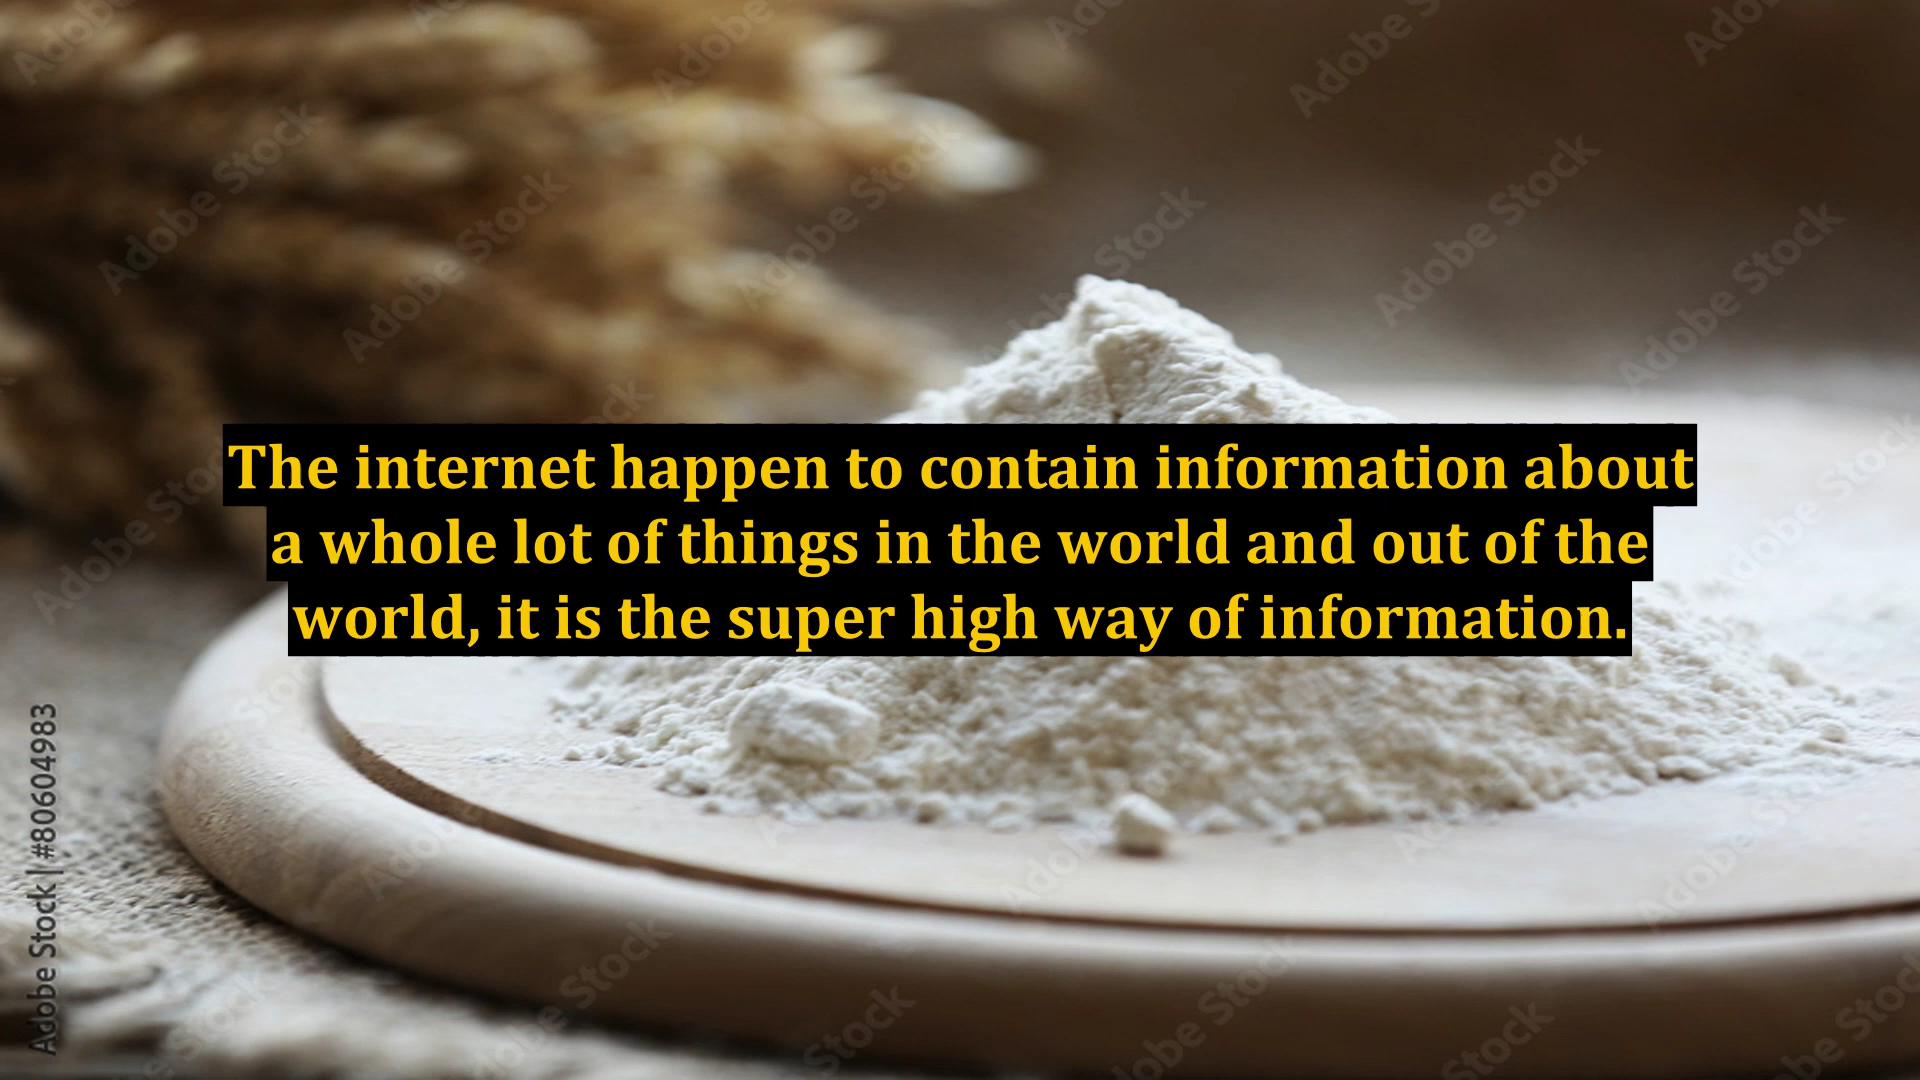 The internet happen to contain information about
a whole lot of things in the world and out of the
world, it is the super high way of information.
Adobe Stock | #80604983